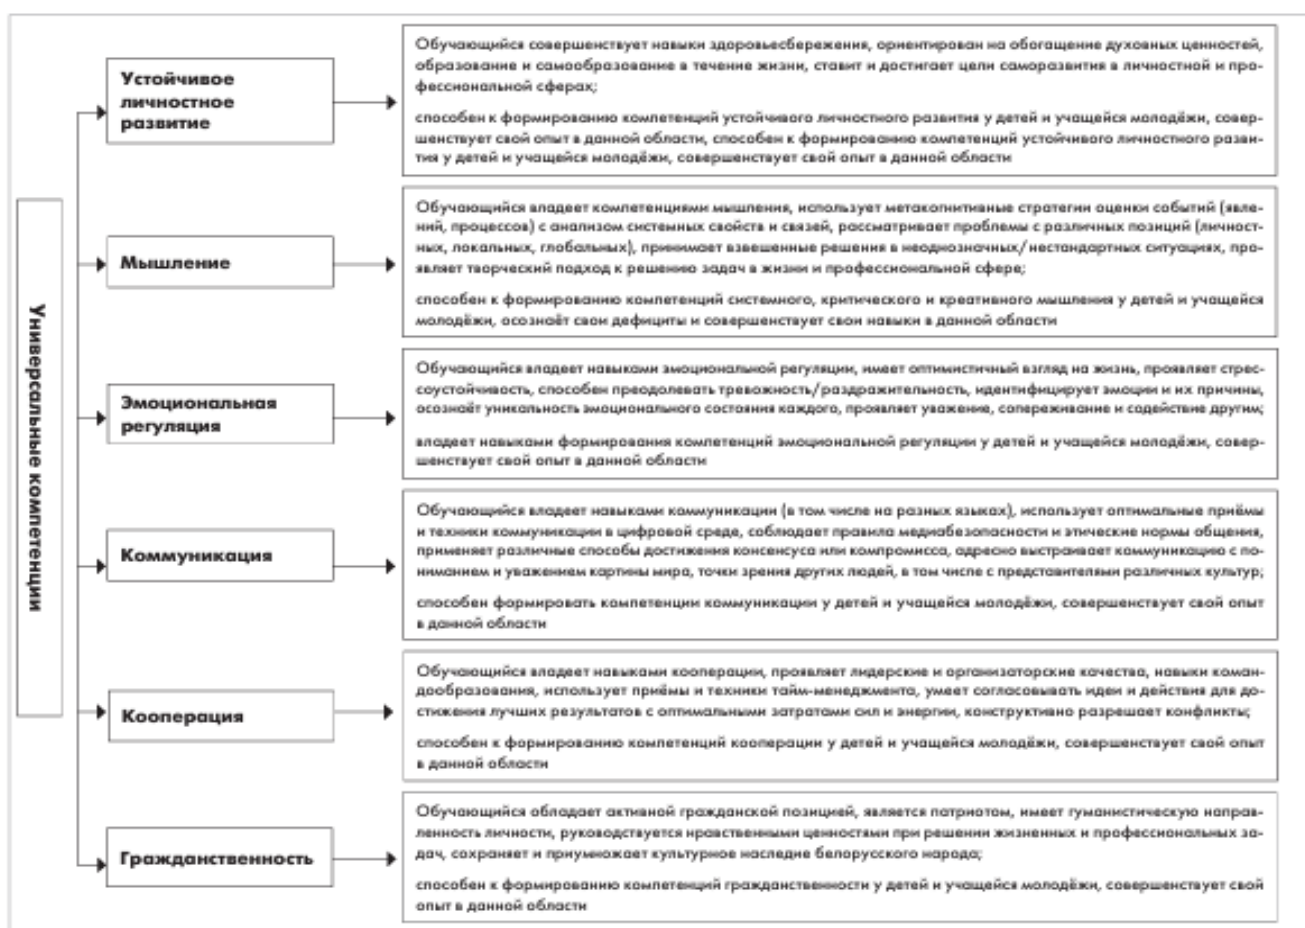 Универсальные компетенции
Устойчивое
личностное
развитие
Обучающийся совершенствует навыки здоровьесбережения, ориентирован на обогащение духовных ценностей,
образование и самообразование в течение жизни, ставит и достигает цели саморазвития в личностной и про-
фессиональной сферах;
способен к формированию компетенций устойчивого личностного развития у детей и учащейся молодёжи, совер-
шенствует свой опыт в данной области, способен к формированию компетенций устойчивого личностного разви-
тия у детей и учащейся молодёжи, совершенствует свой опыт в данной области
Мышление
Обучающийся владеет компетенциями мышления, использует метакогнитивные стратегии оценки событий (явле-
ний, процессов) с анализом системных свойств и связей, рассматривает проблемы с различных позиций (личност-
ных, локальных, глобальных), принимает взвешенные решения в неоднозначных/нестандартных ситуациях, про-
являет творческий подход к решению задач в жизни и профессиональной сфере;
способен к формированию компетенций системного, критического и креативного мышления у детей и учащейся
молодёжи, осознаёт свои дефициты и совершенствует свои навыки в данной области
Эмоциональная
регуляция
Обучающийся владеет навыками эмоциональной регуляции, имеет оптимистичный взгляд на жизнь, проявляет стрес-
соустойчивость, способен преодолевать тревожность/раздражительность, идентифицирует эмоции и их причины,
осознаёт уникальность эмоционального состояния каждого, проявляет уважение, сопереживание и содействие другим;
владеет навыками формирования компетенций эмоциональной регуляции у детей и учащейся молодёжи, совер-
шенствует свой опыт в данной области
Коммуникация
Обучающийся владеет навыками коммуникации (в том числе на разных языках), использует оптимальные приёмы
и техники коммуникации в цифровой среде, соблюдает правила медиабезопасности и этические нормы общения,
применяет различные способы достижения консенсуса или компромисса, адресно выстраивает коммуникацию с по-
ниманием и уважением картины мира, точки зрения других людей, в том числе с представителями различных культур;
способен формировать компетенции коммуникации у детей и учащейся молодёжи, совершенствует свой опыт
в данной области
Кооперация
Обучающийся владеет навыками кооперации, проявляет лидерские и организаторские качества, навыки коман-
дообразования, использует приёмы и техники тайм-менеджмента, умеет согласовывать идеи и действия для до-
стижения лучших результатов с оптимальными затратами сил и энергии, конструктивно разрешает конфликты;
способен к формированию компетенций кооперации у детей и учащейся молодёжи, совершенствует свой опыт
в данной области
Гражданственность
Обучающийся обладает активной гражданской позицией, является патриотом, имеет гуманистическую направ-
ленность личности, руководствуется нравственными ценностями при решении жизненных и профессиональных за-
дач, сохраняет и приумножает культурное наследие белорусского народа;
способен к формированию компетенций гражданственности у детей и учащейся молодёжи, совершенствует свой
опыт в данной области